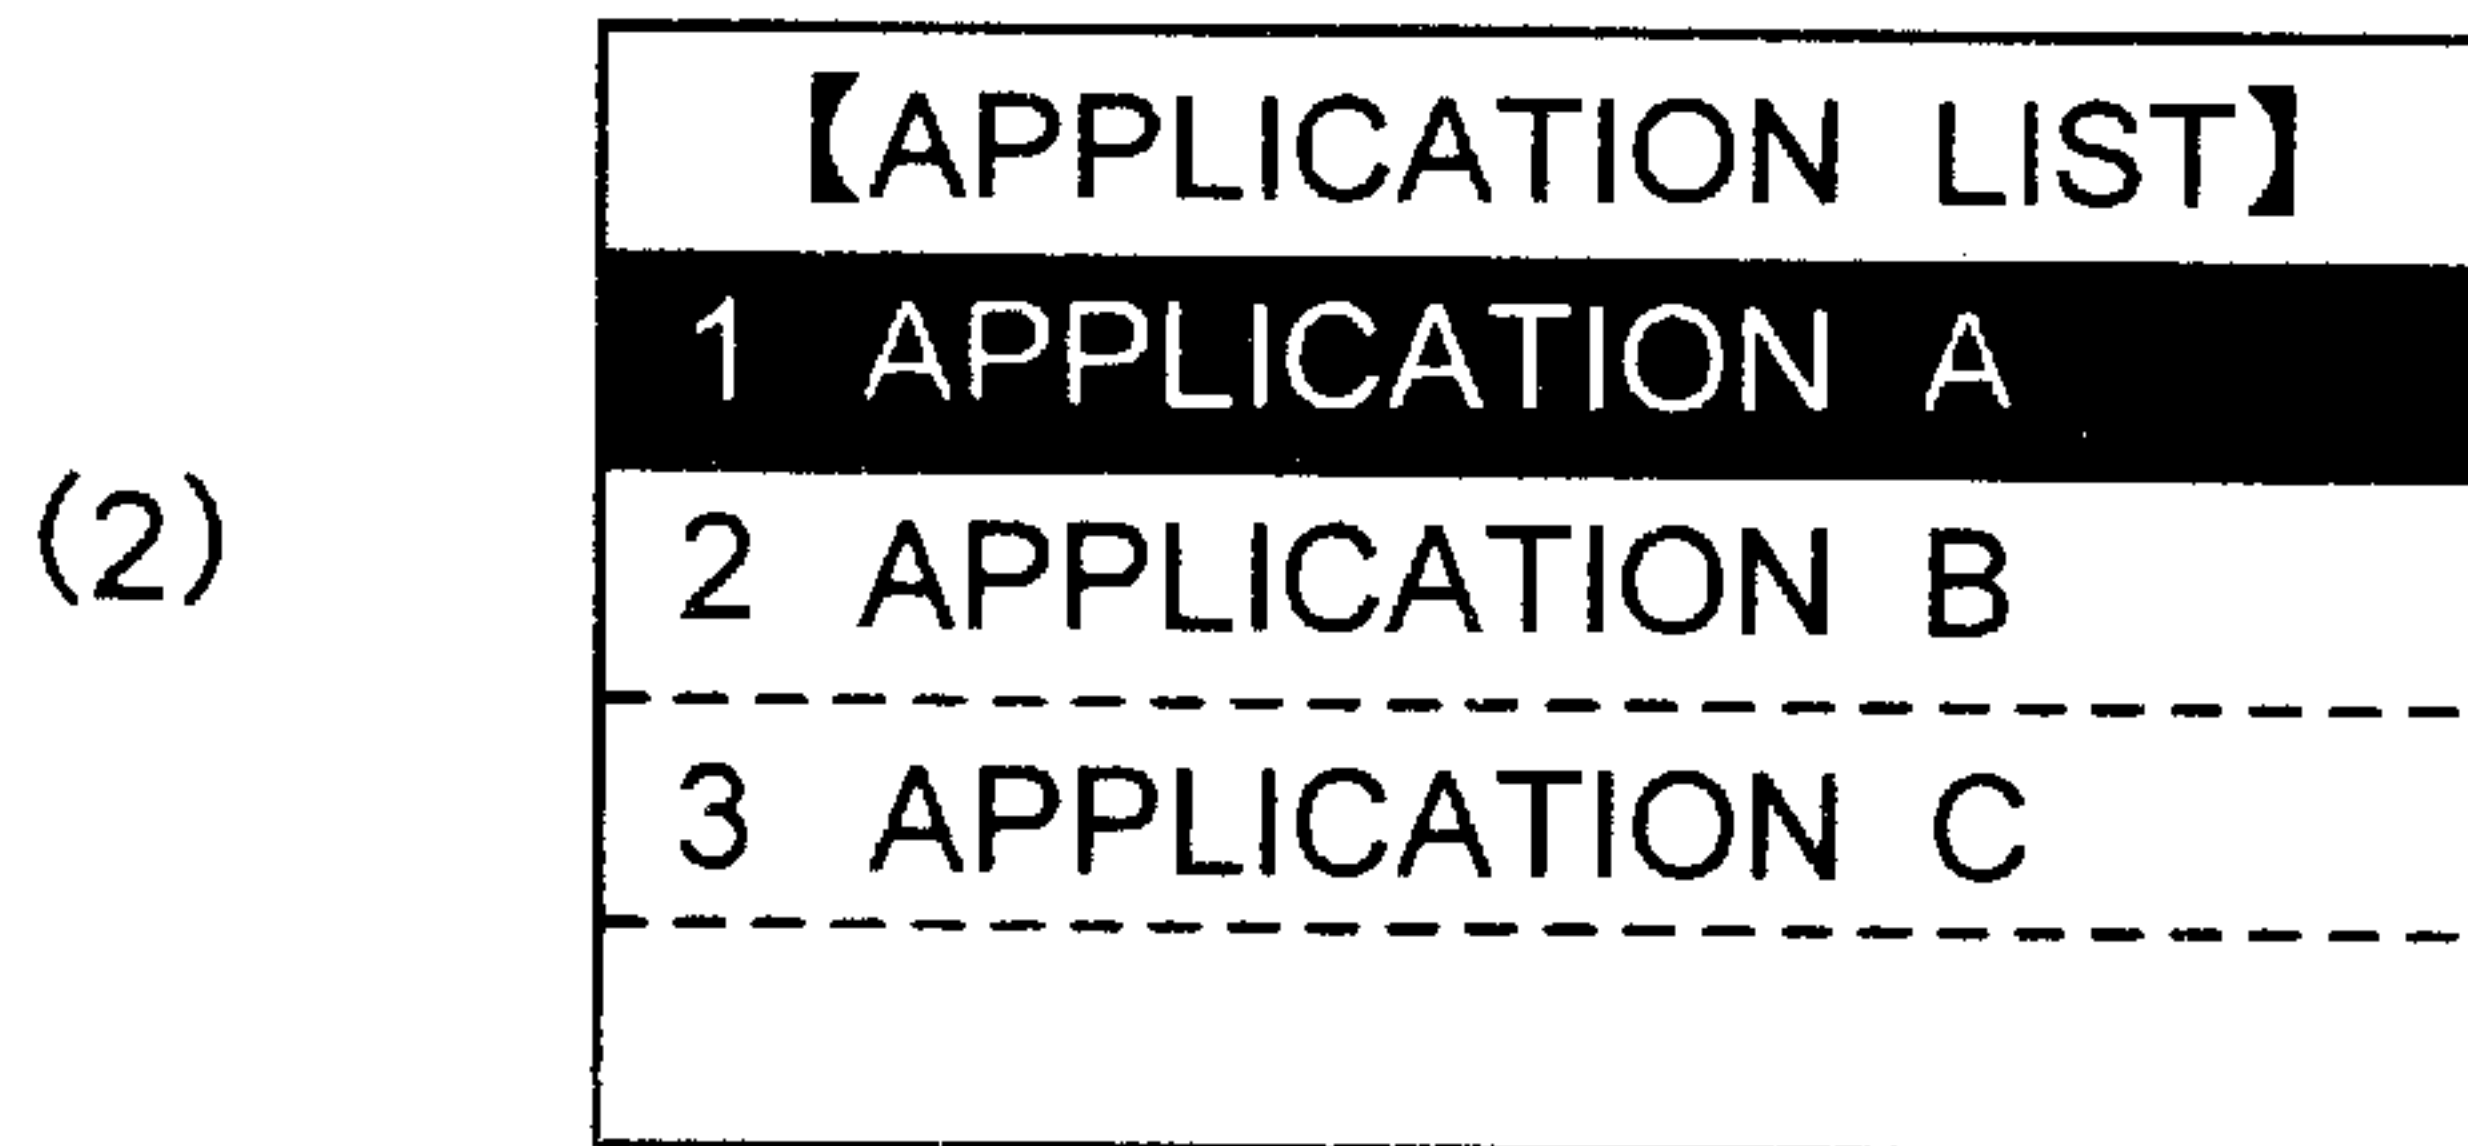 【APPLICATION LIST】
1 APPLICATION A
(2)
2 APPLICATION B
3 APPLICATION C